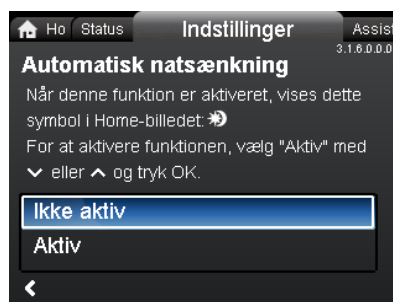 Ho Status Indstillinger Assist
3.1.6.0.0.0
Automatisk natsænkning
Når denne funktion er aktiveret, vises dette
symbol i Home-billedet:
For at aktivere funktionen, vælg "Aktiv" med
eller og tryk OK.
Ikke aktiv
Aktiv